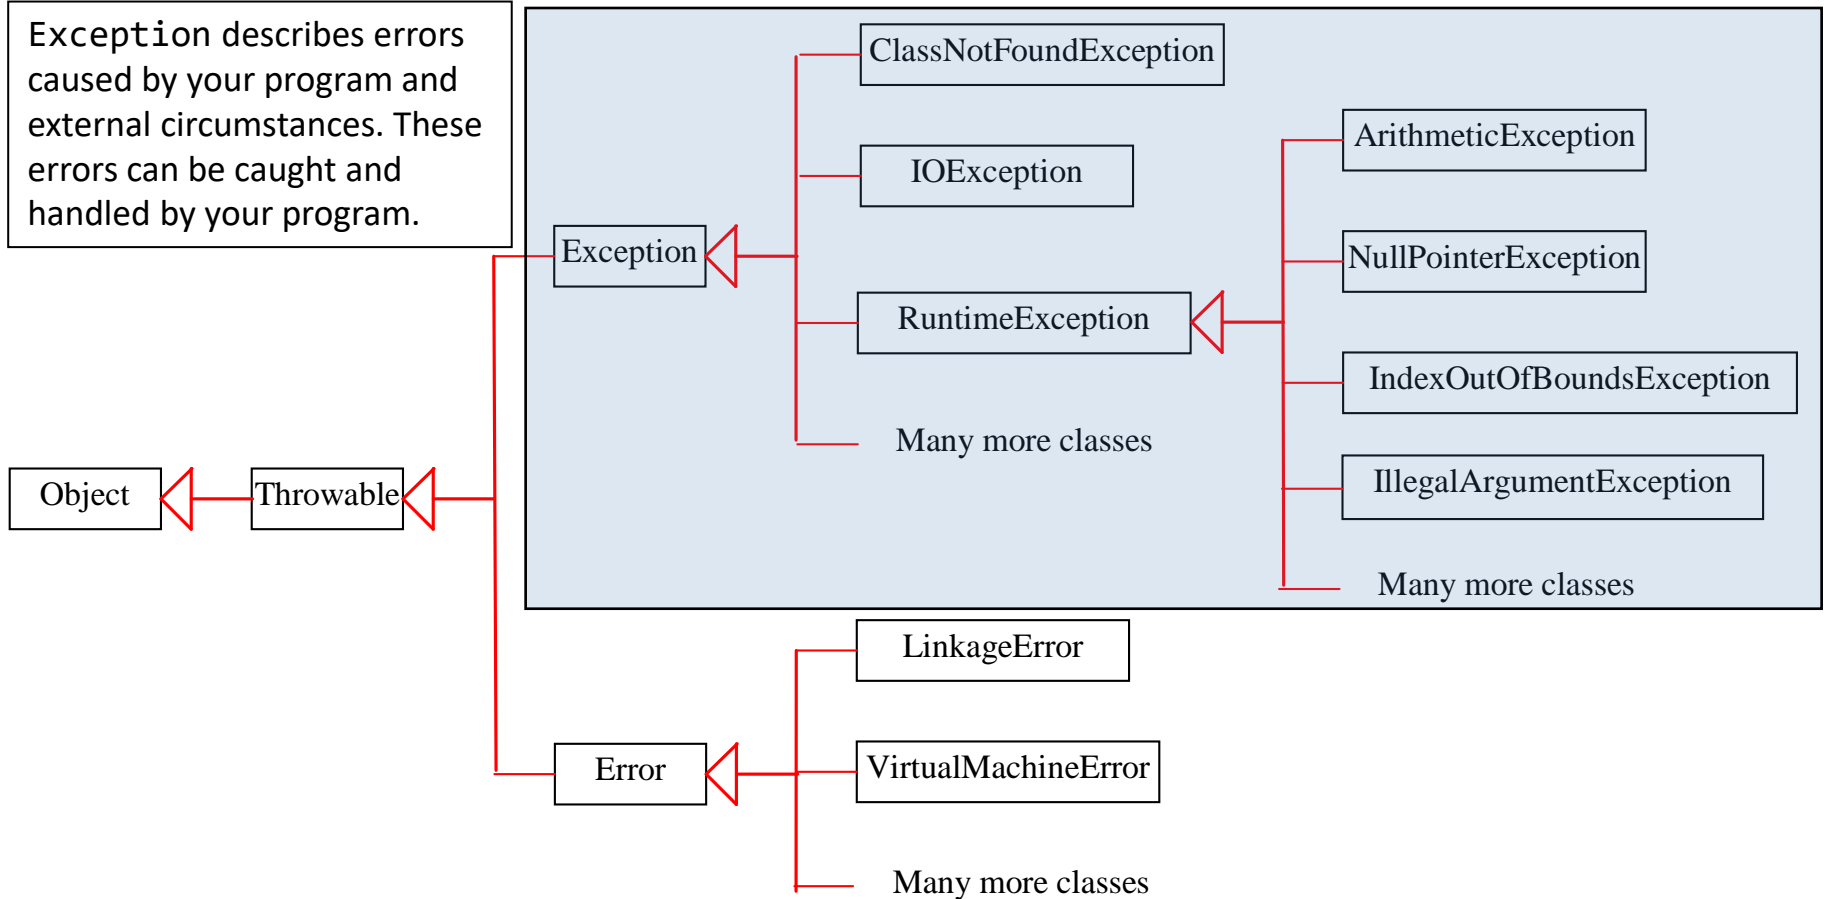 Exception describes errors
caused by your program and
external circumstances. These
errors can be caught and
handled by your program.
ClassNotFoundException
ArithmeticException
IOException
Exception
NullPointerException
RuntimeException
IndexOutOfBoundsException
Many more classes
Object
Throwable
IllegalArgumentException
Many more classes
LinkageError
Error
VirtualMachineError
Many more classes